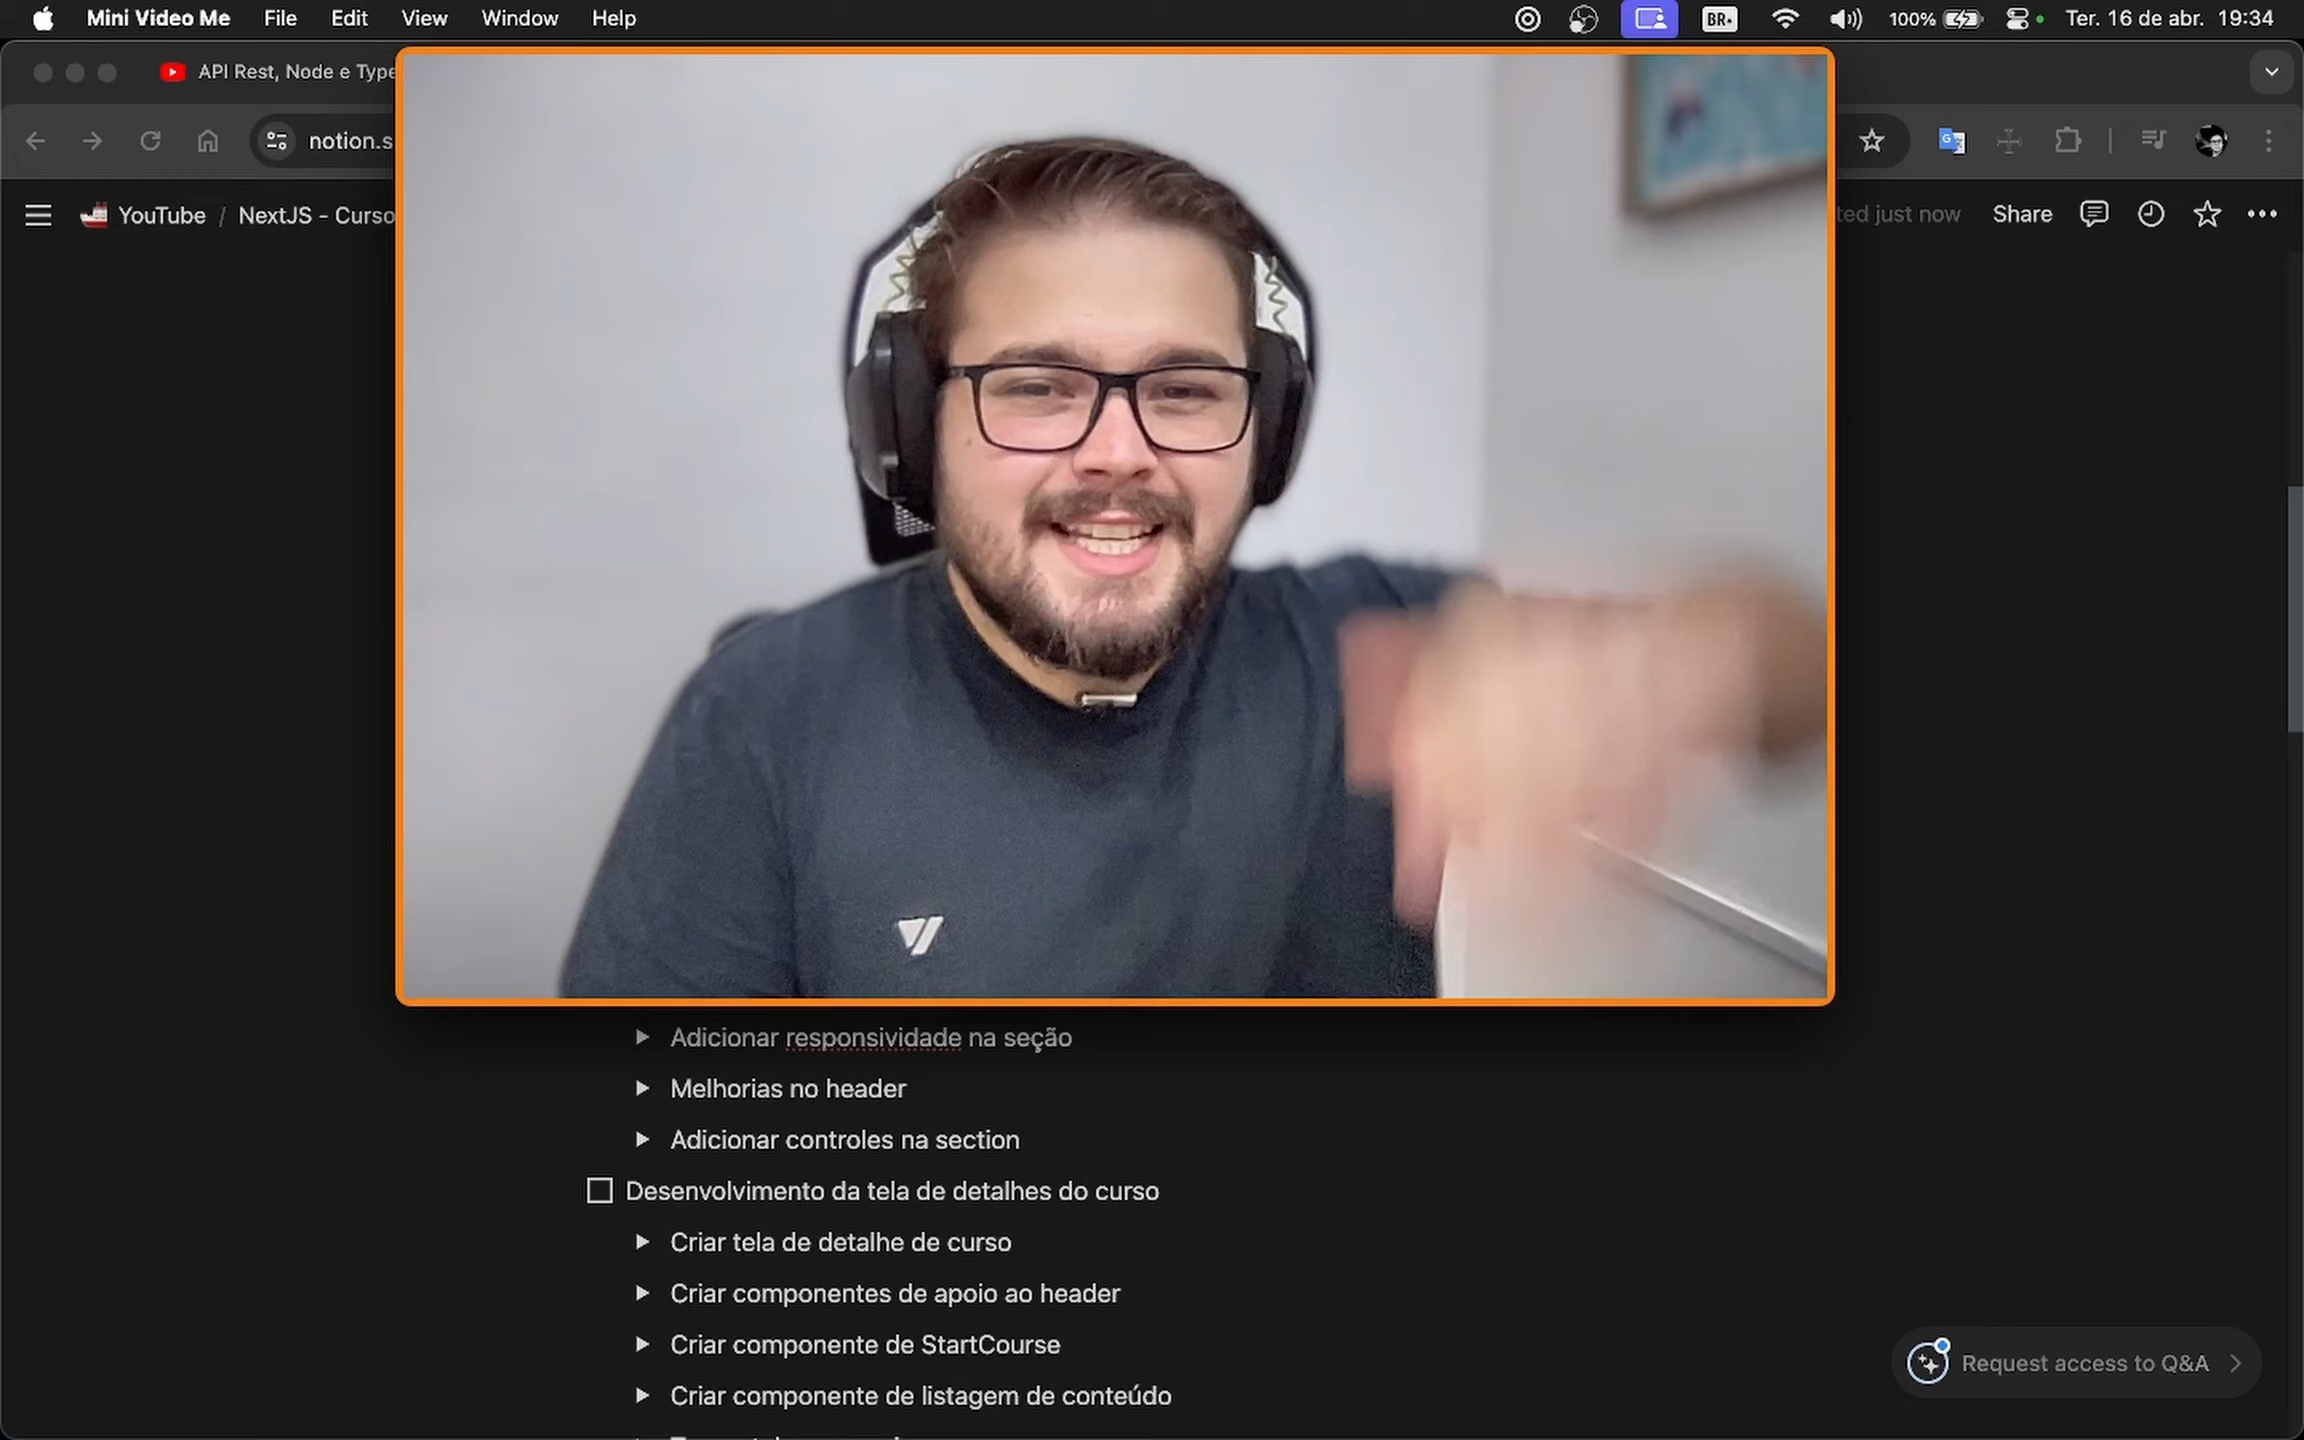 Mini Video Me File Edit View Window Help BR 100% Ter. 16 de abr. 19:34
API Rest, Node e Type
notion.s
YouTube / NextJS - Curso ted just now Share
Adicionar responsividade na seção
Melhorias no header
Adicionar controles na section
Desenvolvimento da tela de detalhes do curso
Criar tela de detalhe de curso
Criar componentes de apoio ao header
Criar componente de StartCourse
Request access to Q&A
Criar componente de listagem de conteúdo